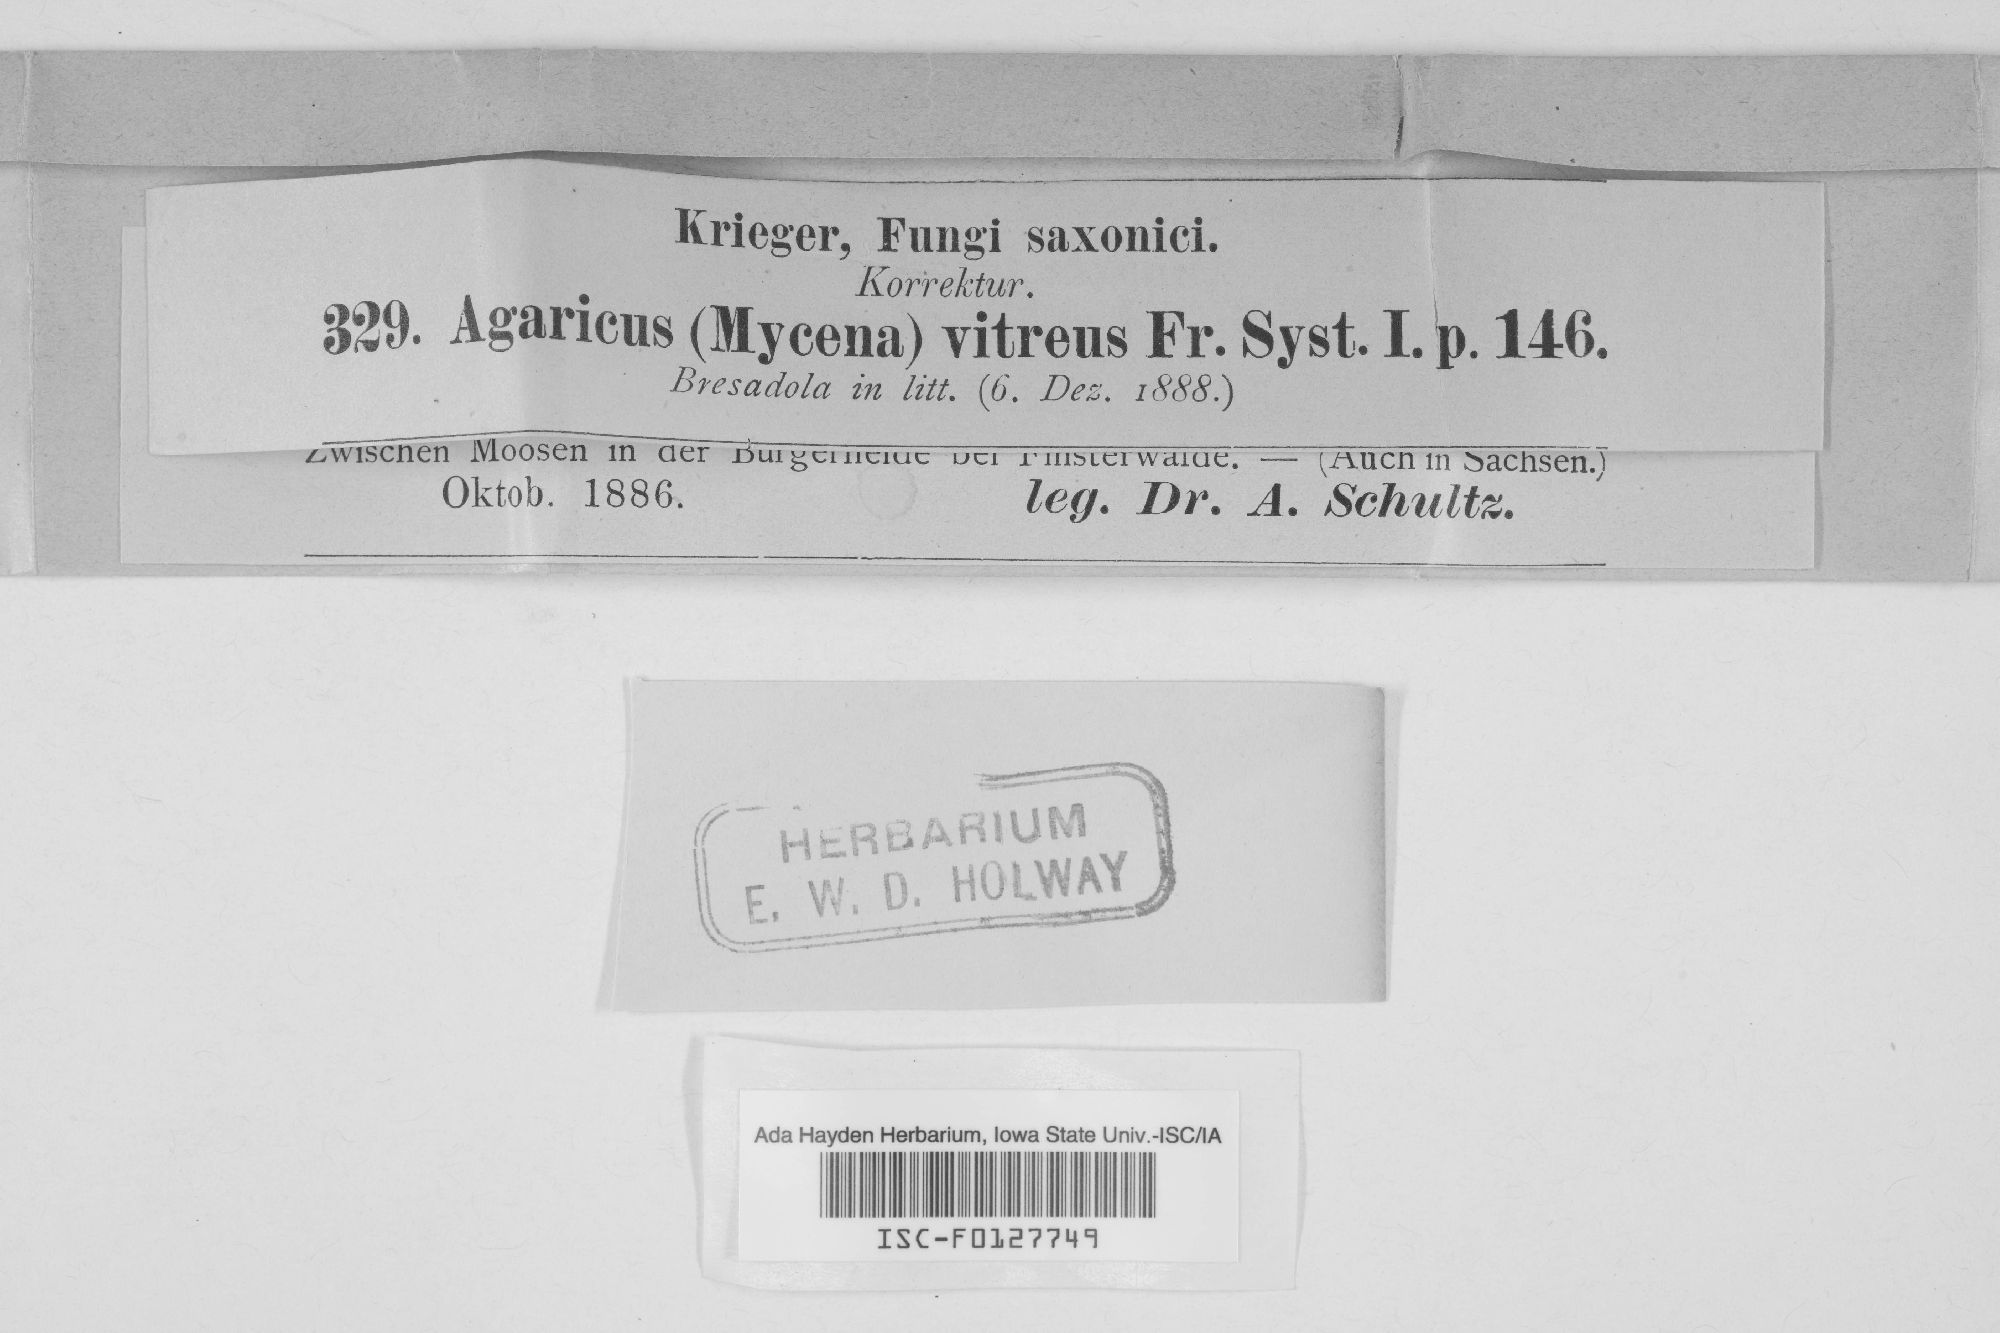 Krieger, Fungi saxonici.
Korrektur.
329. Agaricus (Mycena) vitreus Fr. Syst. I. p. 146.
Bresadola in litt. (6. Dez. 1888.)
Zwischen Moosen in der Bürgerheide bei Finsterwalde. — (Auch in Sachsen.)
Oktob. 1886. leg. Dr. A. Schultz.
HERBARIUM
E. W. D. HOLWAY
Ada Hayden Herbarium, Iowa State Univ.-ISC/IA
ISC-F0127749